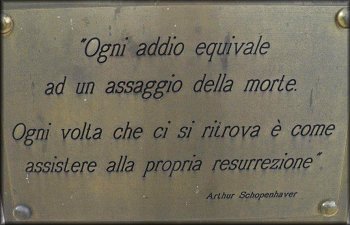 "Ogni addio equivale
ad un assaggio della morte.
Ogni volta che ci si ritrova è come
assistere alla propria resurrezione".
Arthur Schopenhaver